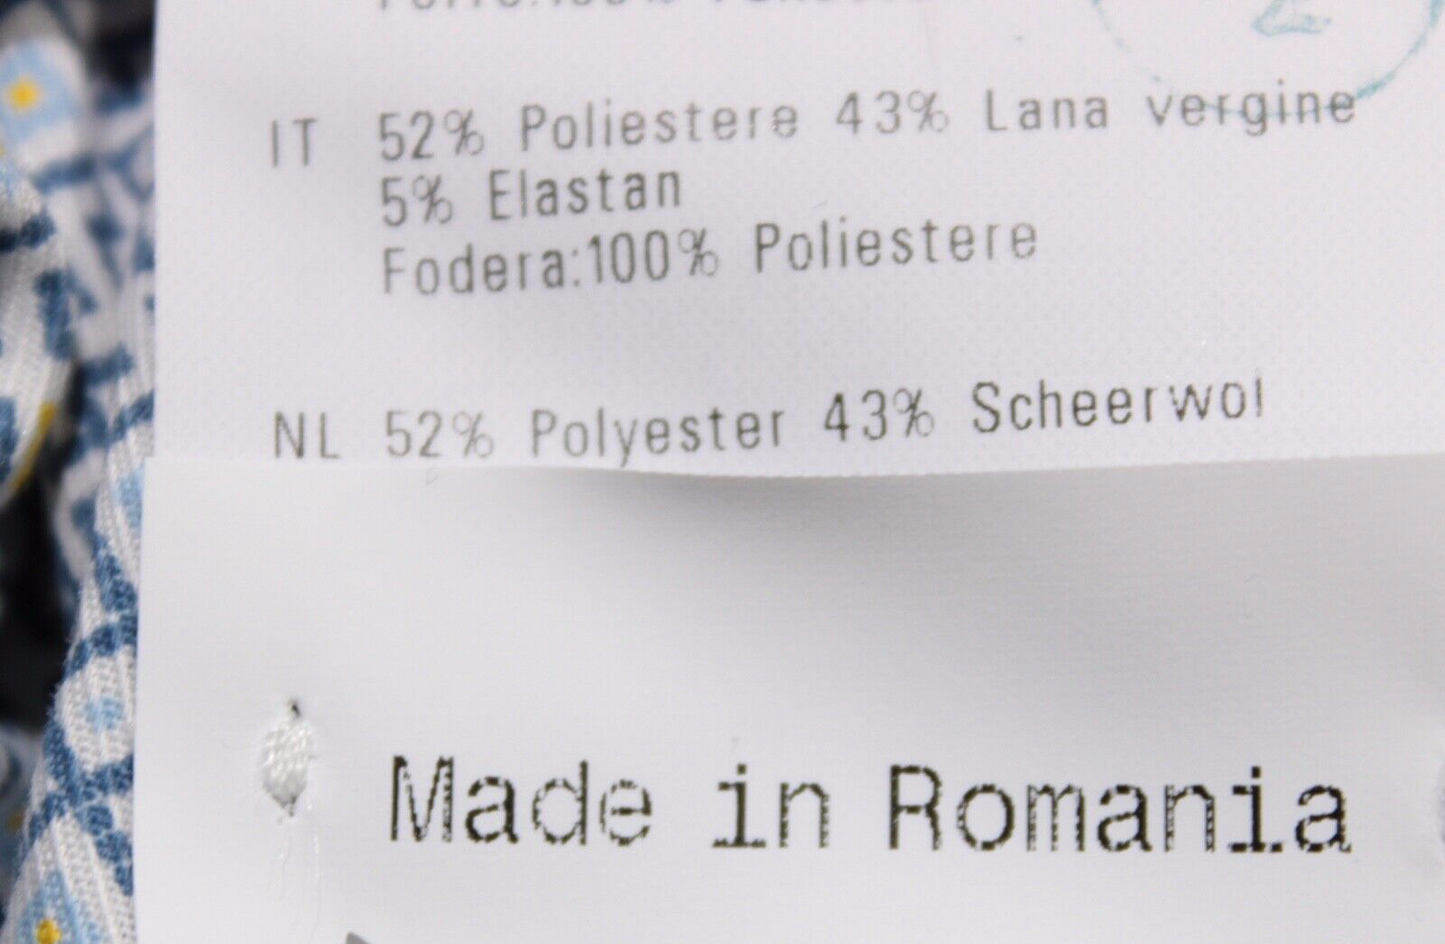 IT 52% Poliestere 43% Lana vergine
5% Elastan
Fodera:100% Poliestere
NL 52% Polyester 43% Scheerwol
Made in Romania